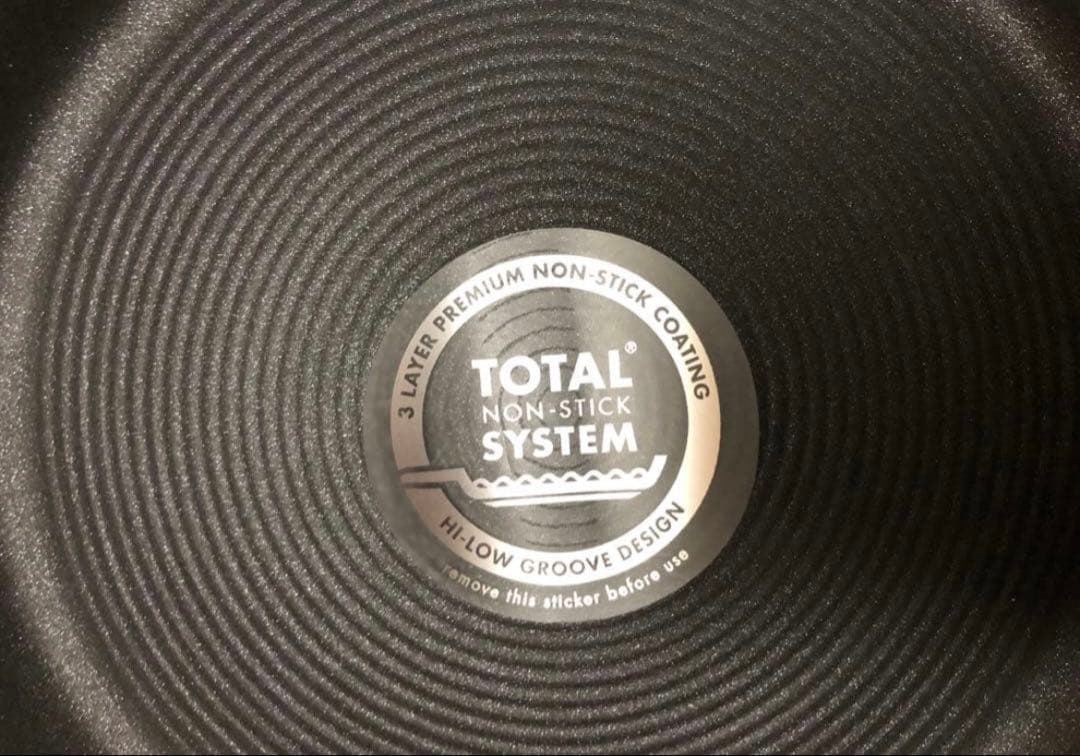 3 LAYER PREMIUM NON-STICK COATING
TOTAL®
NON-STICK
SYSTEM
HI-LOW GROOVE DESIGN
remove this sticker before use